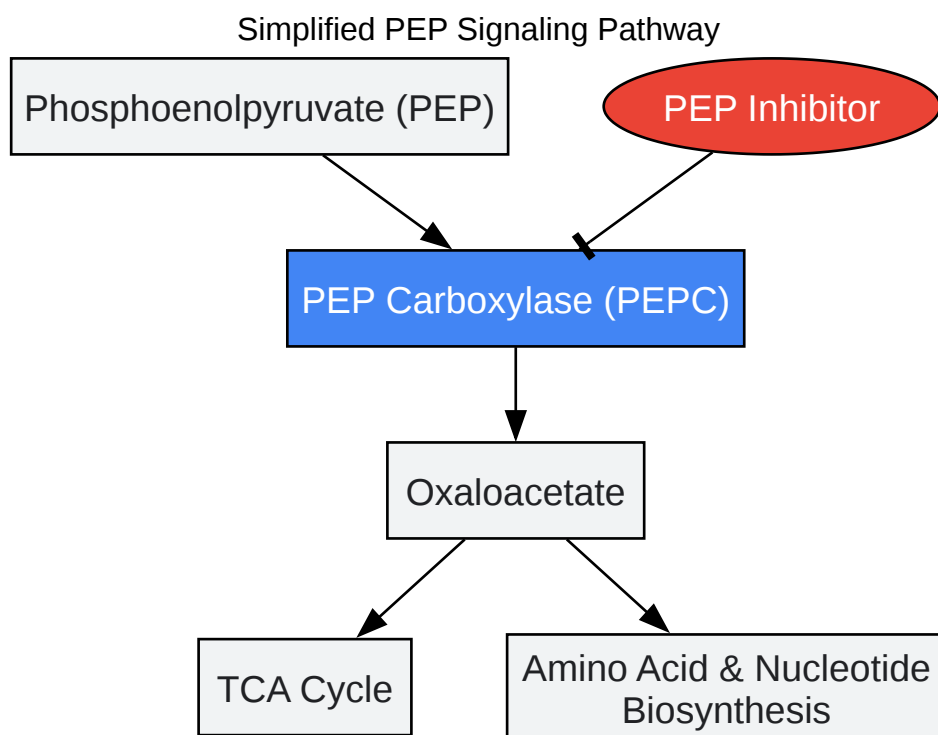 Simplified PEP Signaling Pathway
Phosphoenolpyruvate (PEP)
PEP Inhibitor
PEP Carboxylase (PEPC)
Oxaloacetate
TCA Cycle
Amino Acid & Nucleotide
Biosynthesis